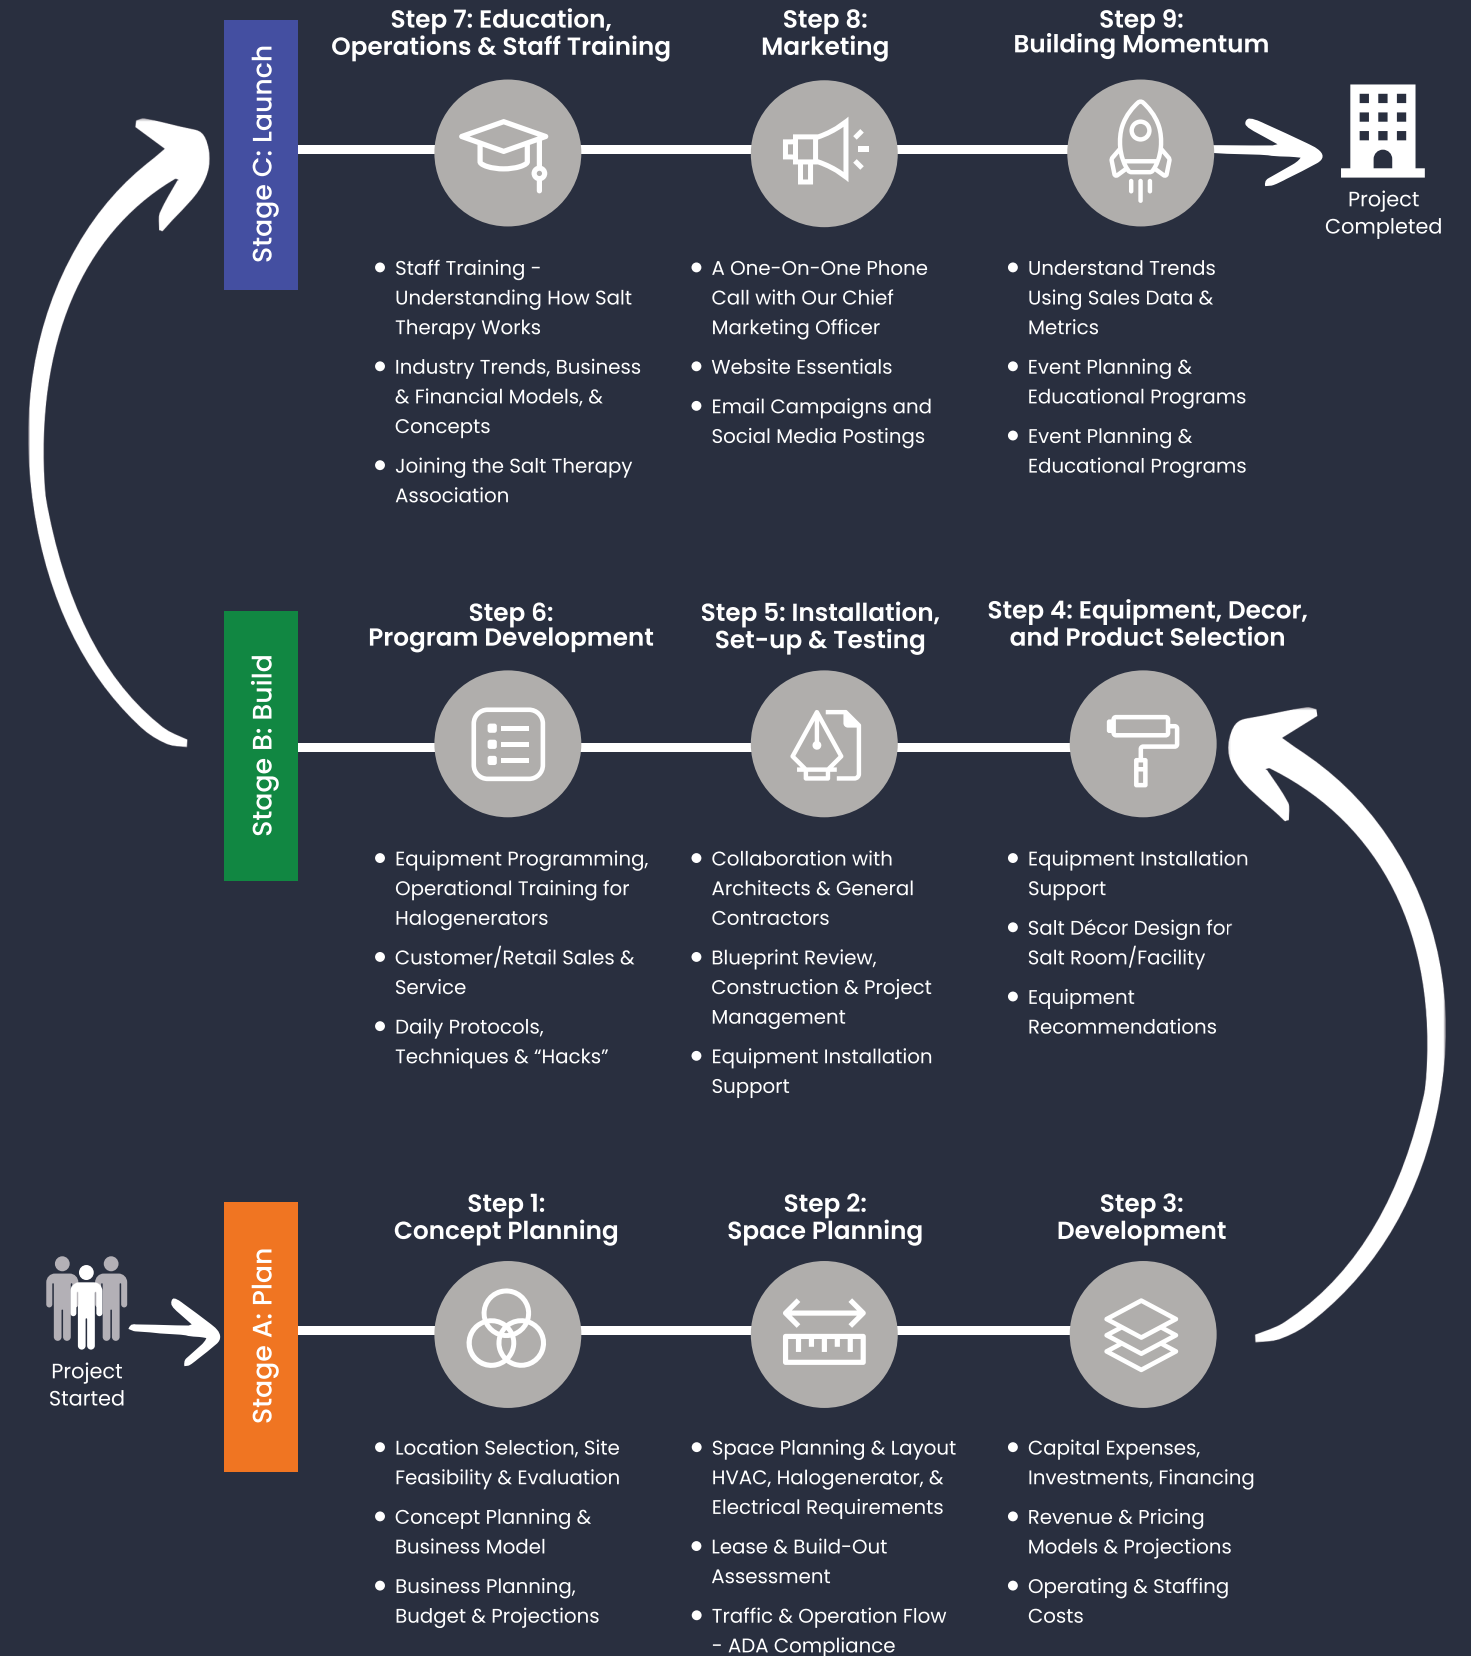 Step 7: Education,
Operations & Staff Training
Step 8:
Marketing
Step 9:
Building Momentum
Stage C: Launch
Project
Completed
Staff Training -
Understanding How Salt
Therapy Works
Industry Trends, Business
& Financial Models, &
Concepts
Joining the Salt Therapy
Association
A One-On-One Phone
Call with Our Chief
Marketing Officer
Website Essentials
Email Campaigns and
Social Media Postings
Understand Trends
Using Sales Data &
Metrics
Event Planning &
Educational Programs
Event Planning &
Educational Programs
Step 6:
Program Development
Step 5: Installation,
Set-up & Testing
Step 4: Equipment, Decor,
and Product Selection
Stage B: Build
Equipment Programming,
Operational Training for
Halogenerators
Customer/Retail Sales &
Service
Daily Protocols,
Techniques & “Hacks”
Collaboration with
Architects & General
Contractors
Blueprint Review,
Construction & Project
Management
Equipment Installation
Support
Equipment Installation
Support
Salt Décor Design for
Salt Room/Facility
Equipment
Recommendations
Step 1:
Concept Planning
Step 2:
Space Planning
Step 3:
Development
Project
Started
Stage A: Plan
Location Selection, Site
Feasibility & Evaluation
Concept Planning &
Business Model
Business Planning,
Budget & Projections
Space Planning & Layout
HVAC, Halogenerator, &
Electrical Requirements
Lease & Build-Out
Assessment
Traffic & Operation Flow
- ADA Compliance
Capital Expenses,
Investments, Financing
Revenue & Pricing
Models & Projections
Operating & Staffing
Costs